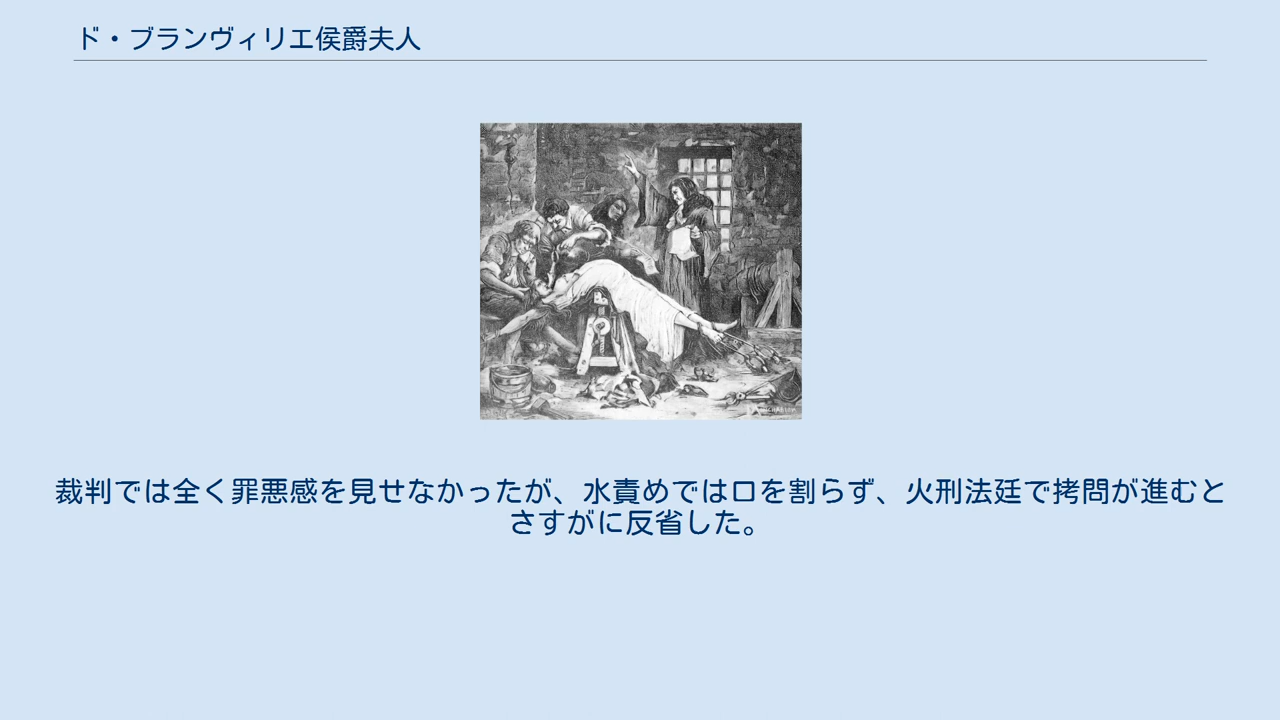 ド・ブランヴィリエ侯爵夫人
裁判では全く罪悪感を見せなかったが、水責めでは口を割らず、火刑法廷で拷問が進むと
さすがに反省した。